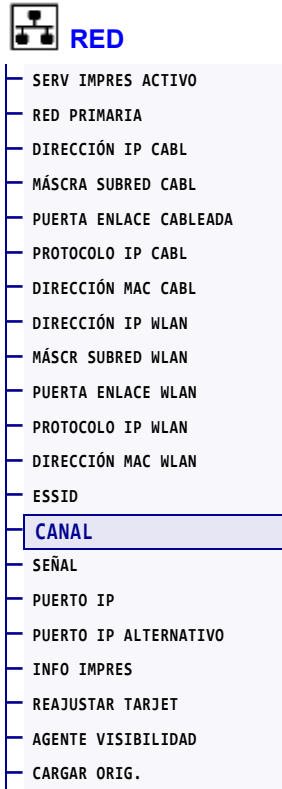 RED
SERV IMPRES ACTIVO
RED PRIMARIA
DIRECCIÓN IP CABL
MÁSCRA SUBRED CABL
PUERTA ENLACE CABLEADA
PROTOCOLO IP CABL
DIRECCIÓN MAC CABL
DIRECCIÓN IP WLAN
MÁSCR SUBRED WLAN
PUERTA ENLACE WLAN
PROTOCOLO IP WLAN
DIRECCIÓN MAC WLAN
ESSID
CANAL
SEÑAL
PUERTO IP
PUERTO IP ALTERNATIVO
INFO IMPRES
REAJUSTAR TARJET
AGENTE VISIBILIDAD
CARGAR ORIG.